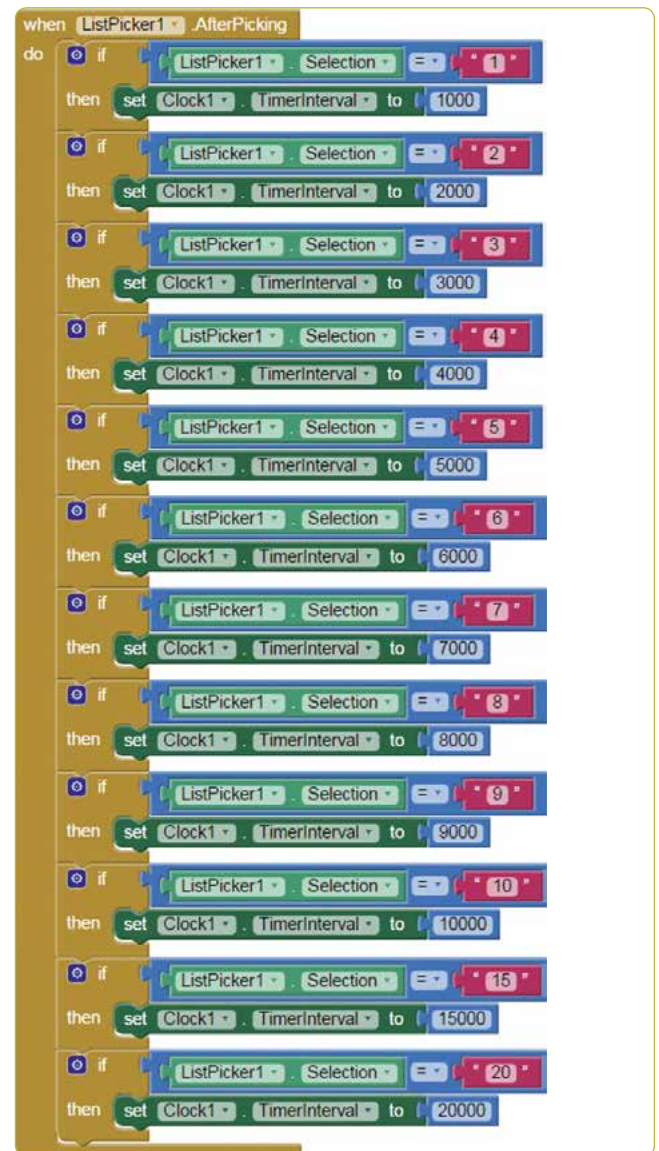 when ListPicker1 .AfterPicking
do if ListPicker1 . Selection = " 1 "
then set Clock1 . TimerInterval to 1000
if ListPicker1 . Selection = " 2 "
then set Clock1 . TimerInterval to 2000
if ListPicker1 . Selection = " 3 "
then set Clock1 . TimerInterval to 3000
if ListPicker1 . Selection = " 4 "
then set Clock1 . TimerInterval to 4000
if ListPicker1 . Selection = " 5 "
then set Clock1 . TimerInterval to 5000
if ListPicker1 . Selection = " 6 "
then set Clock1 . TimerInterval to 6000
if ListPicker1 . Selection = " 7 "
then set Clock1 . TimerInterval to 7000
if ListPicker1 . Selection = " 8 "
then set Clock1 . TimerInterval to 8000
if ListPicker1 . Selection = " 9 "
then set Clock1 . TimerInterval to 9000
if ListPicker1 . Selection = " 10 "
then set Clock1 . TimerInterval to 10000
if ListPicker1 . Selection = " 15 "
then set Clock1 . TimerInterval to 15000
if ListPicker1 . Selection = " 20 "
then set Clock1 . TimerInterval to 20000